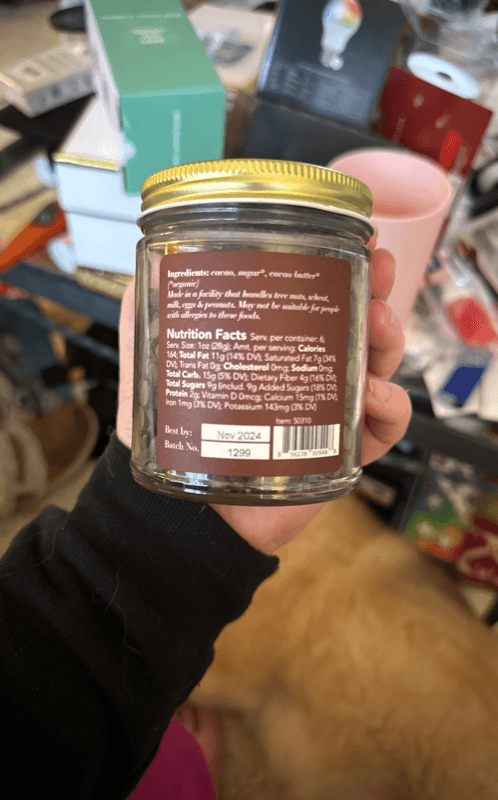 Ingredients: cacao, sugar*, cacao butter*
(*organic)
Made in a facility that handles tree nuts, wheat,
milk, eggs & peanuts. May not be suitable for people
with allergies to these foods.
Nutrition Facts Serv. per container: 6;
Serv. Size: 1oz (28g); Amt. per serving: Calories
164; Total Fat 11g (14% DV); Saturated Fat 7g (34%
DV); Trans Fat 0g; Cholesterol 0mg; Sodium 0mg;
Total Carb. 15g (5% DV); Dietary Fiber 4g (16% DV);
Total Sugars 9g (includ. 9g Added Sugars (18% DV);
Protein 2g; Vitamin D 0mcg; Calcium 15mg (1% DV);
Iron 1mg (3% DV); Potassium 143mg (3% DV)
Item: 50310
Best by: Nov 2024
Batch No. 1299